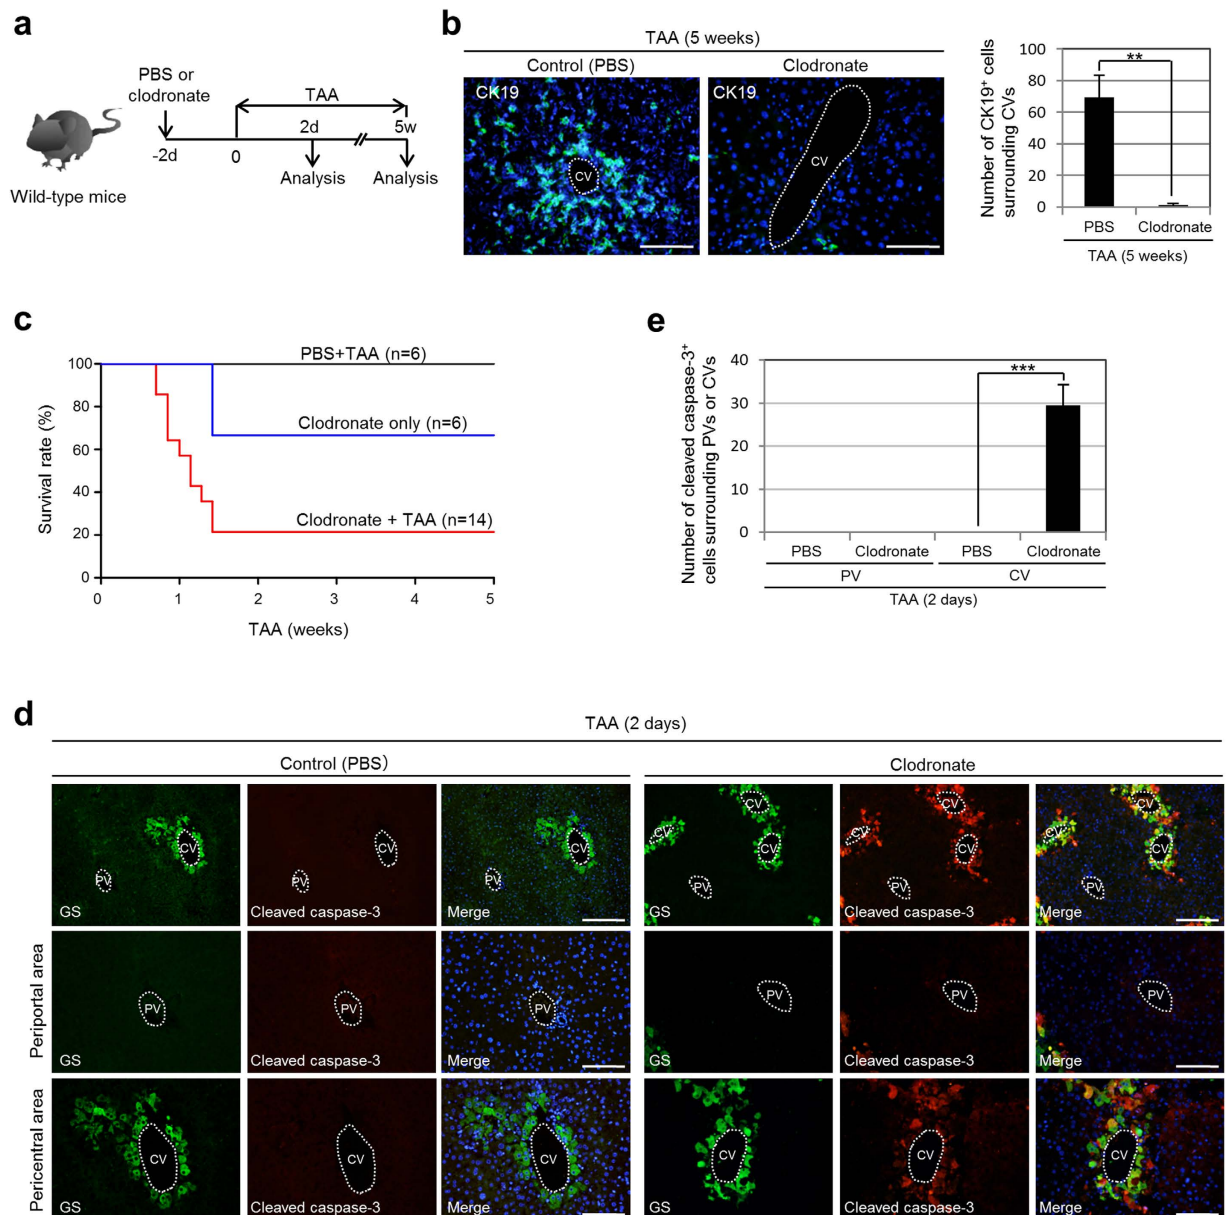 a
PBS or
clodronate
TAA
2d
5w
-2d
0
Analysis
Analysis
Wild-type mice
b
TAA (5 weeks)
Control (PBS)
Clodronate
CK19
CK19
CV
CV
Number of CK19⁺ cells
surrounding CVs
100
80
60
40
20
0
**
PBS
Clodronate
TAA (5 weeks)
c
Survival rate (%)
100
80
60
40
20
0
PBS+TAA (n=6)
Clodronate only (n=6)
Clodronate + TAA (n=14)
0
1
2
3
4
5
TAA (weeks)
e
Number of cleaved caspase-3⁺
cells surrounding PVs or CVs
40
30
20
10
0
***
PBS
Clodronate
PBS
Clodronate
PV
CV
TAA (2 days)
d
TAA (2 days)
Control (PBS)
Clodronate
CV
PV
GS
CV
PV
Cleaved caspase-3
CV
PV
Merge
CV
CV
CV
PV
GS
CV
CV
CV
PV
Cleaved caspase-3
CV
CV
CV
PV
Merge
Periportal area
PV
GS
PV
Cleaved caspase-3
PV
Merge
PV
GS
PV
Cleaved caspase-3
PV
Merge
Pericentral area
CV
GS
CV
Cleaved caspase-3
CV
Merge
CV
GS
CV
Cleaved caspase-3
CV
Merge